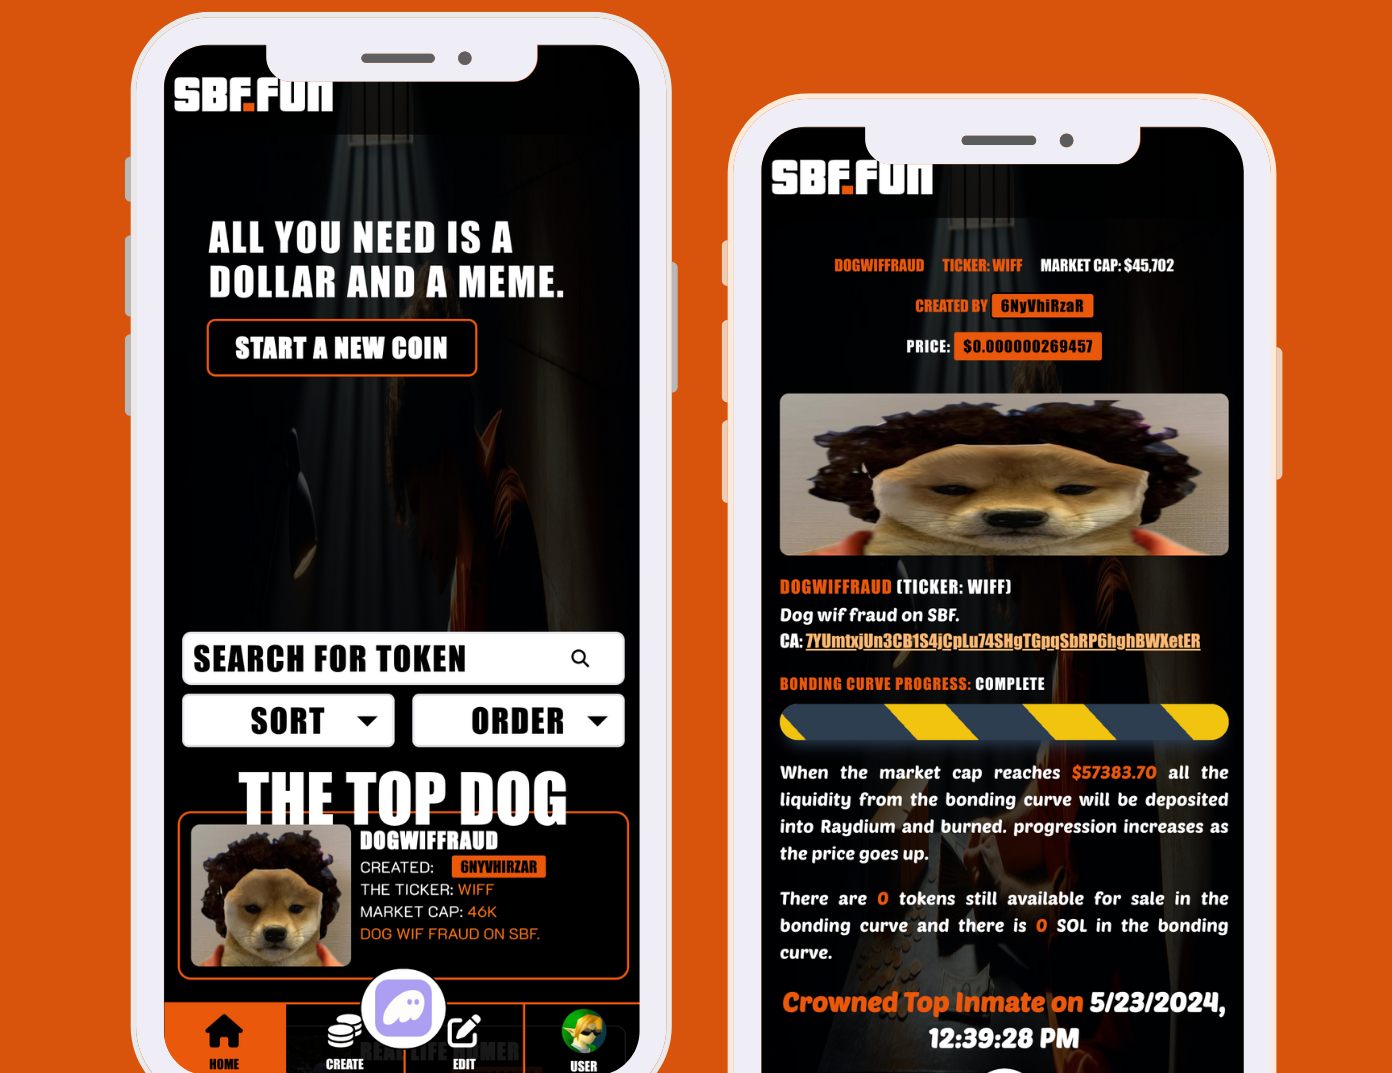 SBF.FUN
ALL YOU NEED IS A
DOLLAR AND A MEME.
START A NEW COIN
SEARCH FOR TOKEN
SORT
ORDER
THE TOP DOG
DOGWIFFRAUD
CREATED: 6NYVHIRZAR
THE TICKER: WIFF
MARKET CAP: 46K
DOG WIF FRAUD ON SBF.
REAL LIFE HOMER
HOME
CREATE
EDIT
USER
SBF.FUN
DOGWIFFRAUD TICKER: WIFF MARKET CAP: $45,702
CREATED BY 6NyVhiRzaR
PRICE: $0.000000269457
DOGWIFFRAUD (TICKER: WIFF)
Dog wif fraud on SBF.
CA: 7YUmtxjUn3CB1S4jCpLu74SHgTGpqSbRP6hghBWXetER
BONDING CURVE PROGRESS: COMPLETE
When the market cap reaches $57383.70 all the
liquidity from the bonding curve will be deposited
into Raydium and burned. progression increases as
the price goes up.
There are 0 tokens still available for sale in the
bonding curve and there is 0 SOL in the bonding
curve.
Crowned Top Inmate on 5/23/2024,
12:39:28 PM